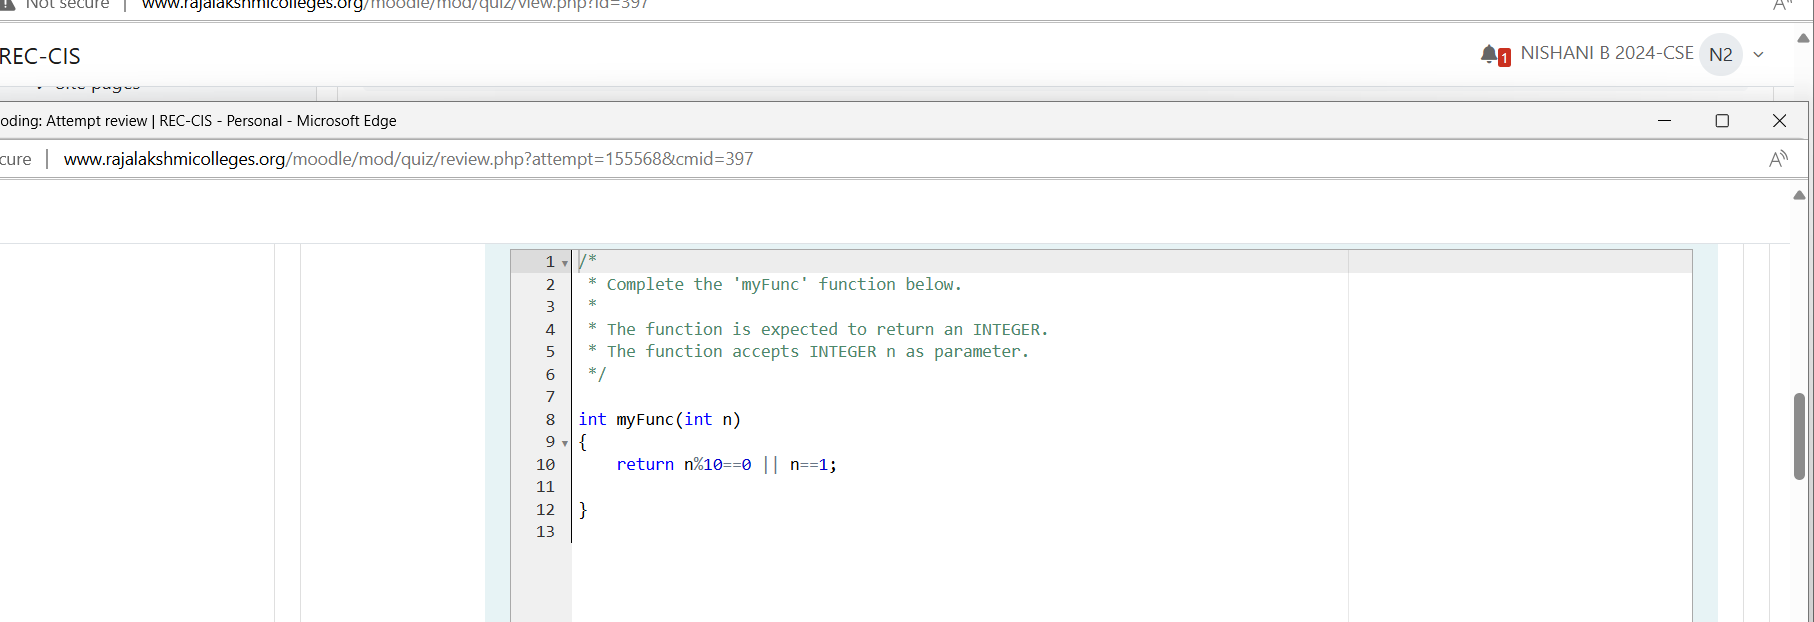 Not secure | www.rajalakshmicolleges.org/moodle/mod/quiz/view.php?id=397
REC-CIS
1 NISHANI B 2024-CSE N2
Site pages
oding: Attempt review | REC-CIS - Personal - Microsoft Edge
cure | www.rajalakshmicolleges.org/moodle/mod/quiz/review.php?attempt=155568&cmid=397
1 /*
2 * Complete the 'myFunc' function below.
3 *
4 * The function is expected to return an INTEGER.
5 * The function accepts INTEGER n as parameter.
6 */
7
8 int myFunc(int n)
9 {
10 return n%10==0 || n==1;
11
12 }
13